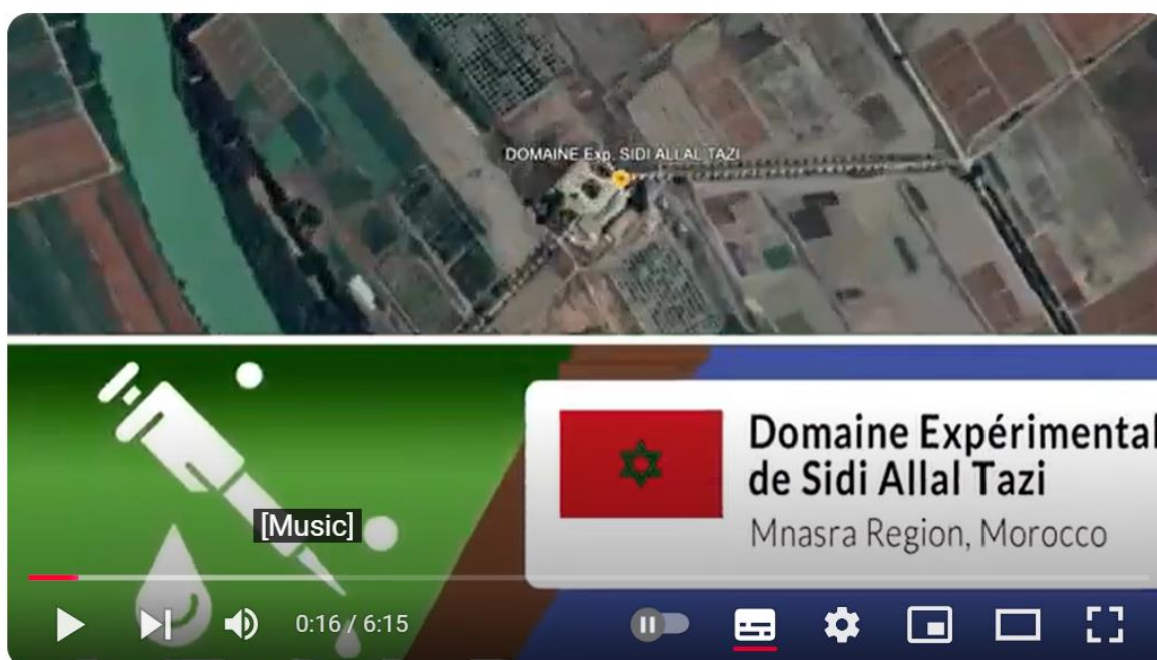 DOMAINE Exp. SIDI ALLAL TAZI
Domaine Expérimental
de Sidi Allal Tazi
Mnasra Region, Morocco
[Music]
0:16 / 6:15